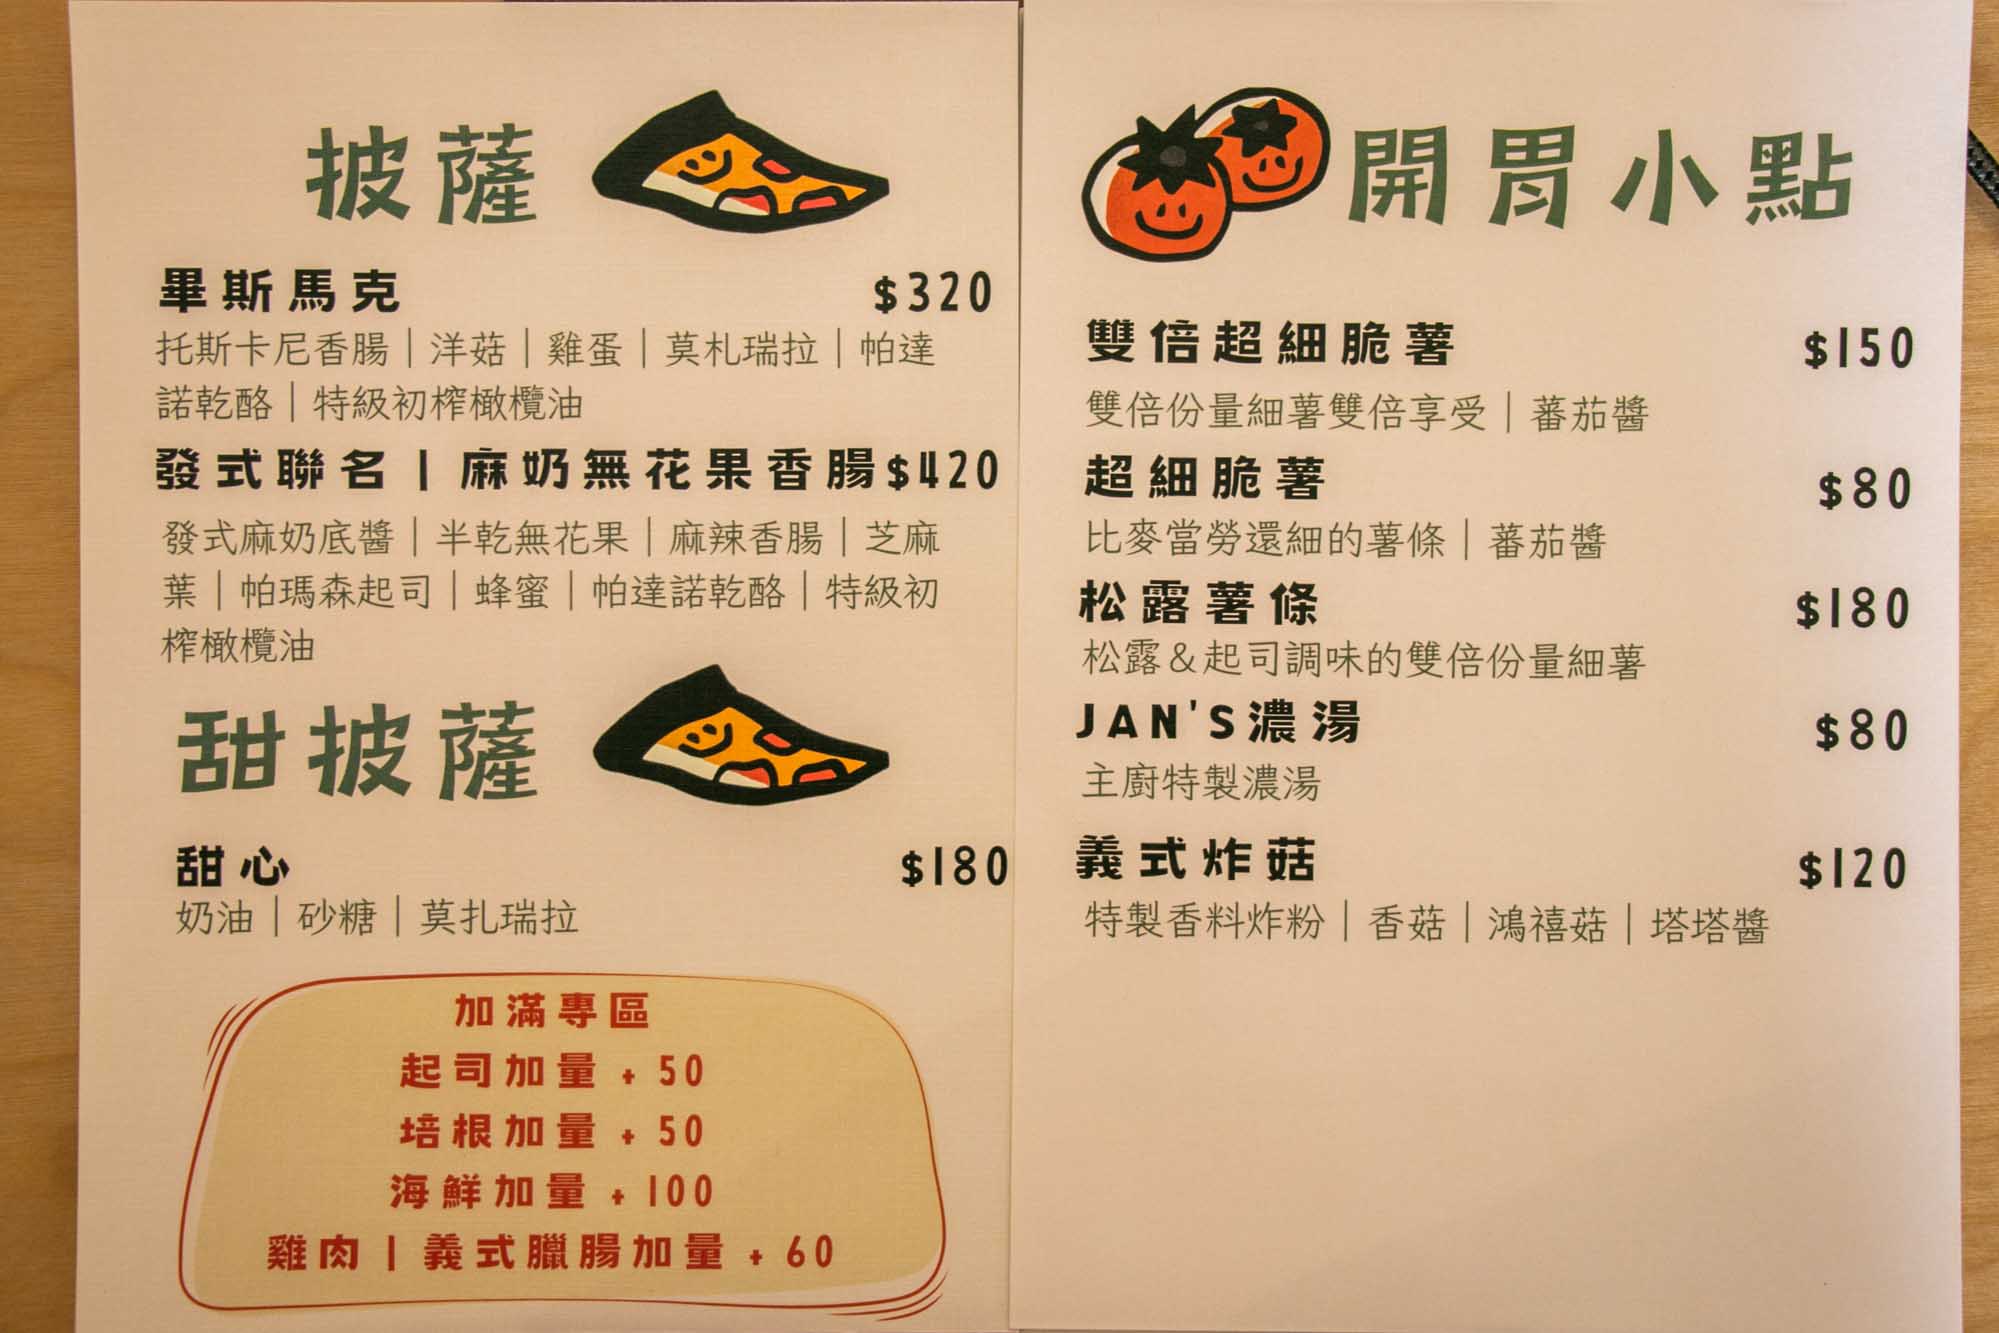 披薩
畢斯馬克 $320
托斯卡尼香腸｜洋菇｜雞蛋｜莫札瑞拉｜帕達
諾乾酪｜特級初榨橄欖油
發式聯名｜麻奶無花果香腸$420
發式麻奶底醬｜半乾無花果｜麻辣香腸｜芝麻
葉｜帕瑪森起司｜蜂蜜｜帕達諾乾酪｜特級初
榨橄欖油
甜披薩
甜心 $180
奶油｜砂糖｜莫扎瑞拉
加滿專區
起司加量 + 50
培根加量 + 50
海鮮加量 + 100
雞肉｜義式臘腸加量 + 60
開胃小點
雙倍超細脆薯 $150
雙倍份量細薯雙倍享受｜蕃茄醬
超細脆薯 $80
比麥當勞還細的薯條｜蕃茄醬
松露薯條 $180
松露＆起司調味的雙倍份量細薯
JAN'S濃湯 $80
主廚特製濃湯
義式炸菇 $120
特製香料炸粉｜香菇｜鴻禧菇｜塔塔醬